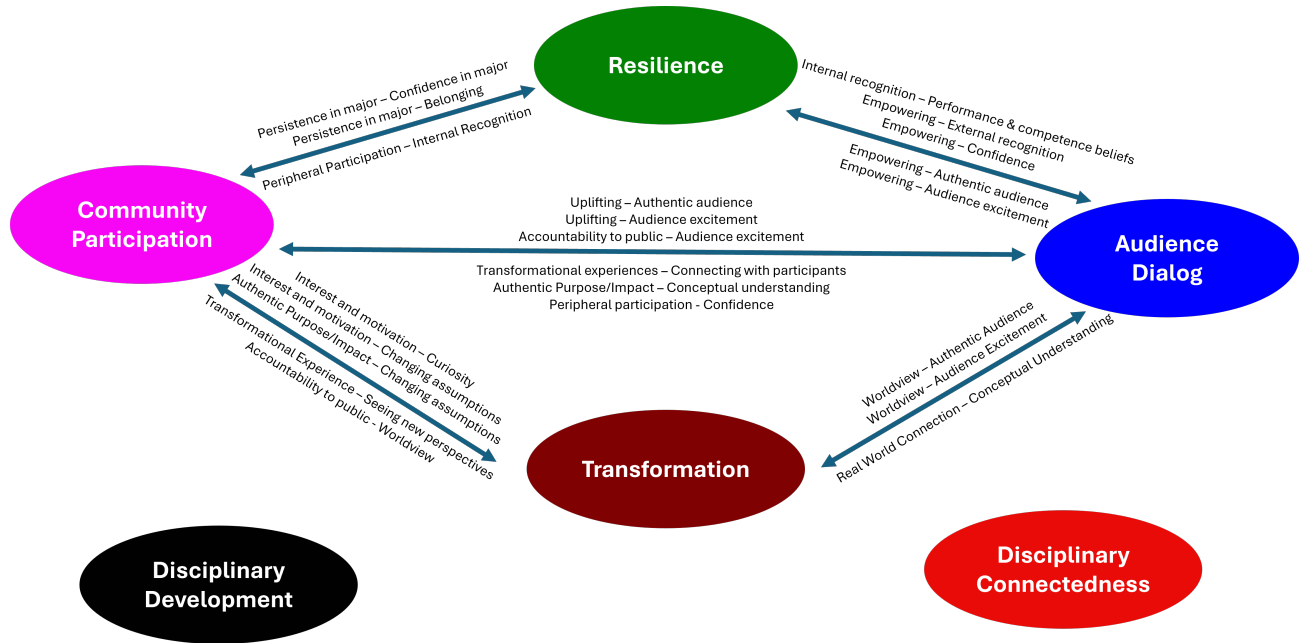 Resilience
Persistence in major – Confidence in major
Persistence in major – Belonging
Peripheral Participation – Internal Recognition
Internal recognition – Performance & competence beliefs
Empowering – External recognition
Empowering – Confidence
Empowering – Authentic audience
Empowering – Audience excitement
Community
Participation
Uplifting – Authentic audience
Uplifting – Audience excitement
Accountability to public – Audience excitement
Transformational experiences – Connecting with participants
Authentic Purpose/Impact – Conceptual understanding
Peripheral participation - Confidence
Audience
Dialog
Interest and motivation – Curiosity
Interest and motivation – Changing assumptions
Authentic Purpose/Impact – Changing assumptions
Transformational Experience – Seeing new perspectives
Accountability to public - Worldview
Worldview – Authentic Audience
Worldview – Audience Excitement
Real World Connection – Conceptual Understanding
Transformation
Disciplinary
Development
Disciplinary
Connectedness